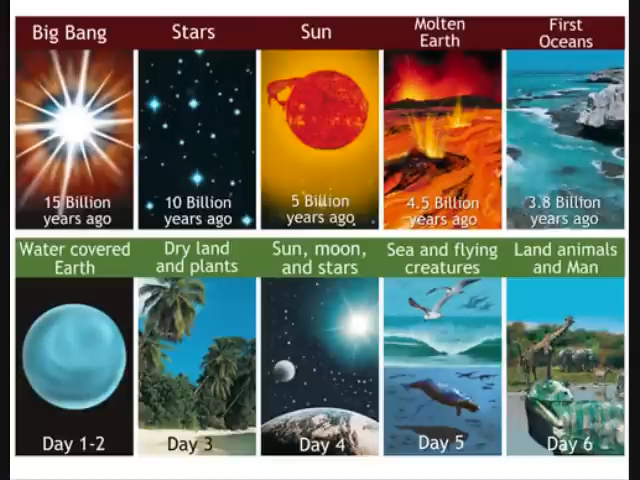 Big Bang
Stars
Sun
Molten
Earth
First
Oceans
15 Billion
years ago
10 Billion
years ago
5 Billion
years ago
4.5 Billion
years ago
3.8 Billion
years ago
Water covered
Earth
Dry land
and plants
Sun, moon,
and stars
Sea and flying
creatures
Land animals
and Man
Day 1-2
Day 3
Day 4
Day 5
Day 6